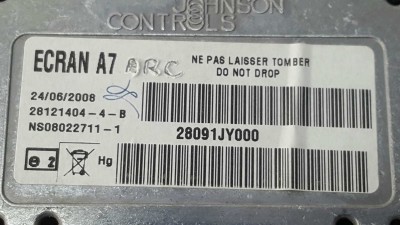 JOHNSON
CONTROLS
ECRAN A7 ARC
NE PAS LAISSER TOMBER
DO NOT DROP
24/06/2008
28121404-4-B
NS08022711-1
28091JY000
e 2 Hg